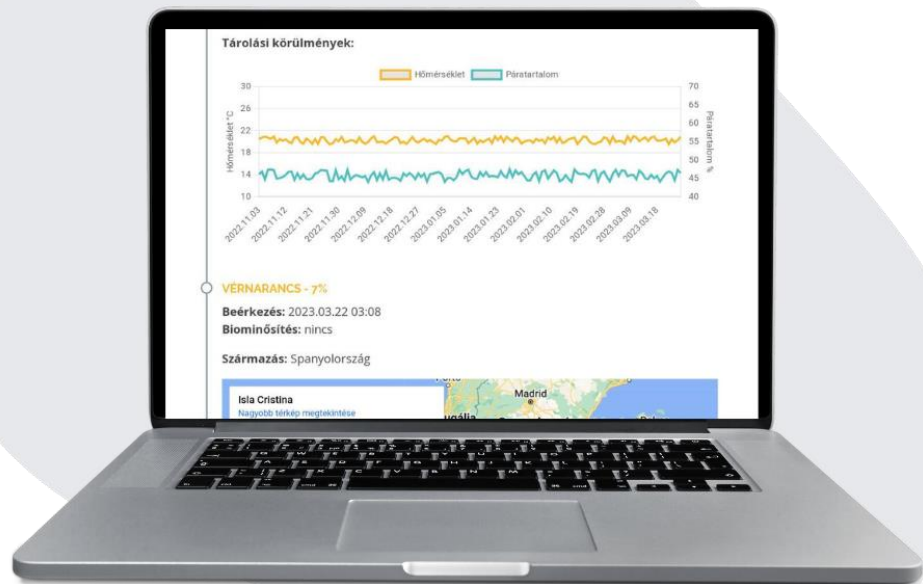 Tárolási körülmények:
Hőmérséklet Páratartalom
30
26
22
18
14
10
Hőmérséklet °C
70
65
60
55
50
45
40
Páratartalom %
2022.11.03
2022.11.12
2022.11.21
2022.11.30
2022.12.09
2022.12.18
2022.12.27
2023.01.05
2023.01.14
2023.01.23
2023.02.01
2023.02.10
2023.02.19
2023.02.28
2023.03.09
2023.03.18
VÉRNARANCS - 7%
Beérkezés: 2023.03.22 03:08
Biominősítés: nincs
Származás: Spanyolország
Isla Cristina
Nagyobb térkép megtekintése
Madrid